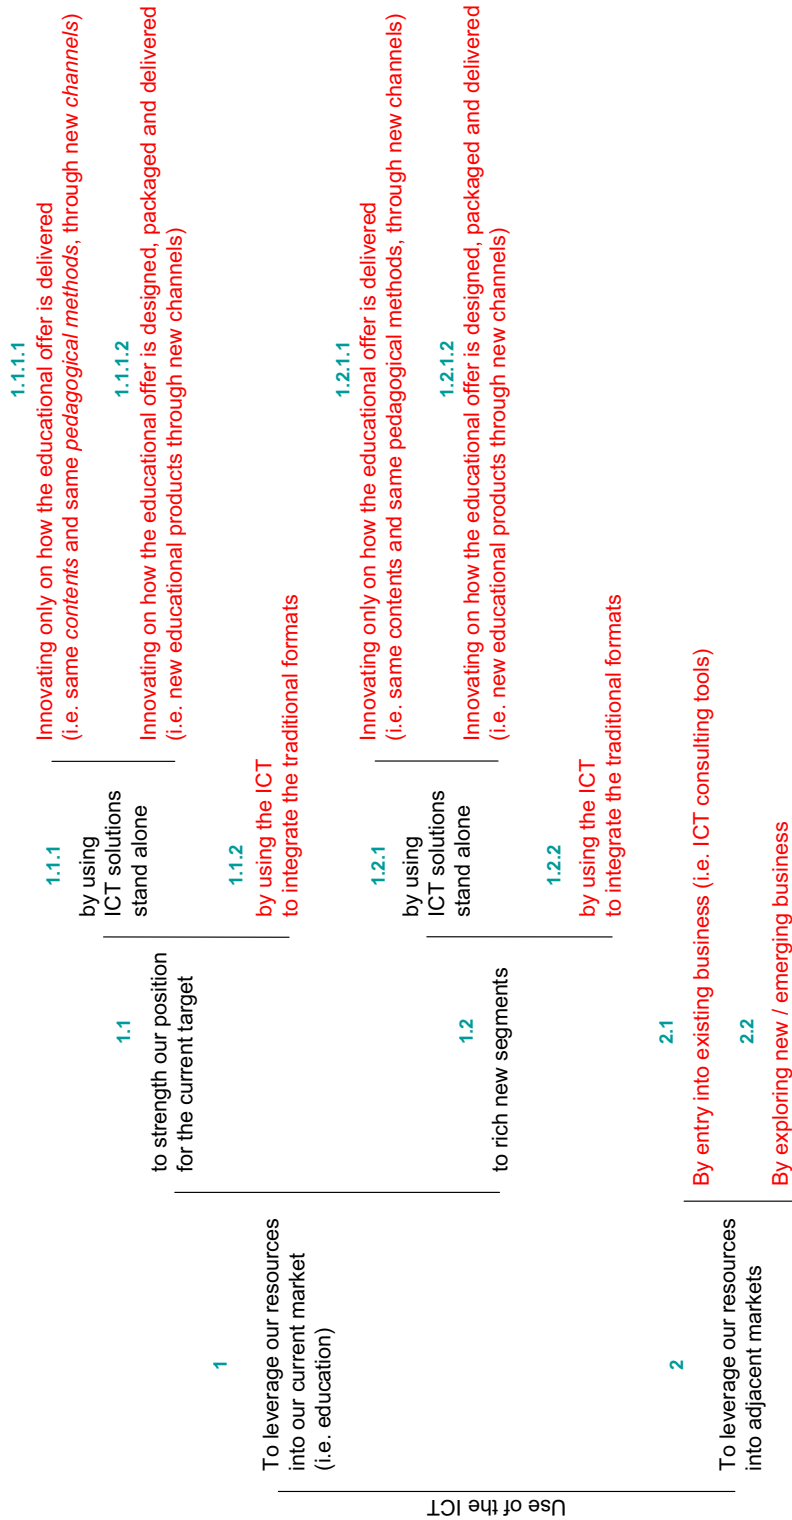 Use of the ICT
1
To leverage our resources
into our current market
(i.e. education)
1.1
to strength our position
for the current target
1.1.1
by using
ICT solutions
stand alone
1.1.1.1
Innovating only on how the educational offer is delivered
(i.e. same contents and same pedagogical methods, through new channels)
1.1.1.2
Innovating on how the educational offer is designed, packaged and delivered
(i.e. new educational products through new channels)
1.1.2
by using the ICT
to integrate the traditional formats
1.2
to rich new segments
1.2.1
by using
ICT solutions
stand alone
1.2.1.1
Innovating only on how the educational offer is delivered
(i.e. same contents and same pedagogical methods, through new channels)
1.2.1.2
Innovating on how the educational offer is designed, packaged and delivered
(i.e. new educational products through new channels)
1.2.2
by using the ICT
to integrate the traditional formats
2
To leverage our resources
into adjacent markets
2.1
By entry into existing business (i.e. ICT consulting tools)
2.2
By exploring new / emerging business